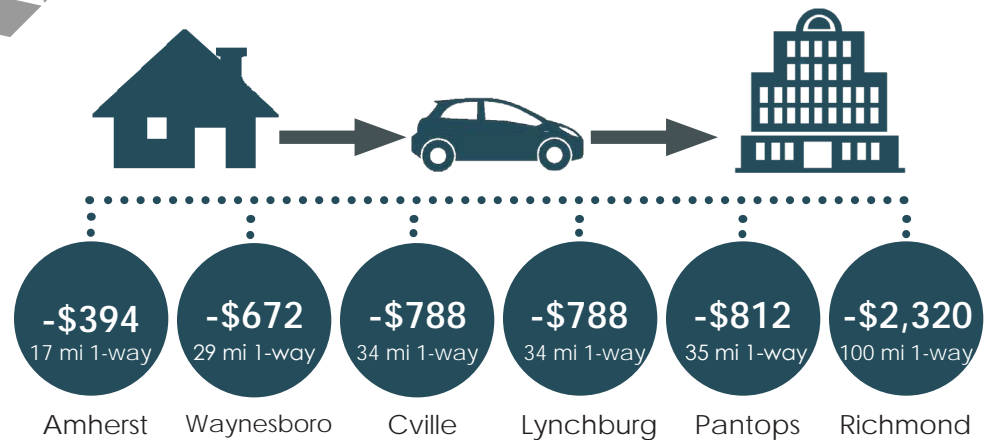 -$394
17 mi 1-way
Amherst
-$672
29 mi 1-way
Waynesboro
-$788
34 mi 1-way
Cville
-$788
34 mi 1-way
Lynchburg
-$812
35 mi 1-way
Pantops
-$2,320
100 mi 1-way
Richmond